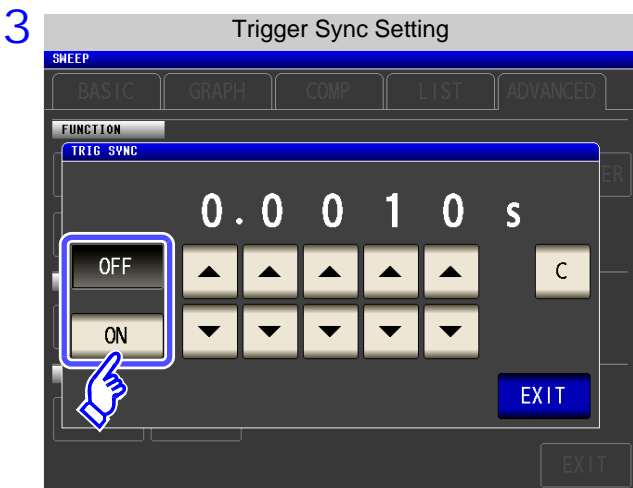 3
Trigger Sync Setting
SWEEP
BASIC GRAPH COMP LIST ADVANCED
FUNCTION
TRIG SYNC
ER
0.0010 s
OFF C
ON
EXIT
EXIT